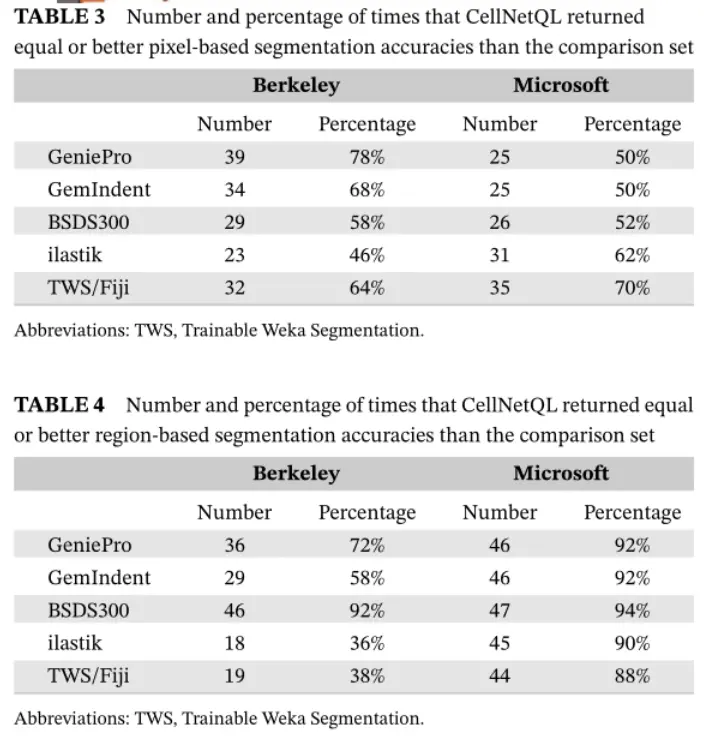 TABLE 3 Number and percentage of times that CellNetQL returned
equal or better pixel-based segmentation accuracies than the comparison set
Berkeley Microsoft
Number Percentage Number Percentage
GeniePro 39 78% 25 50%
GemIndent 34 68% 25 50%
BSDS300 29 58% 26 52%
ilastik 23 46% 31 62%
TWS/Fiji 32 64% 35 70%
Abbreviations: TWS, Trainable Weka Segmentation.
TABLE 4 Number and percentage of times that CellNetQL returned equal
or better region-based segmentation accuracies than the comparison set
Berkeley Microsoft
Number Percentage Number Percentage
GeniePro 36 72% 46 92%
GemIndent 29 58% 46 92%
BSDS300 46 92% 47 94%
ilastik 18 36% 45 90%
TWS/Fiji 19 38% 44 88%
Abbreviations: TWS, Trainable Weka Segmentation.